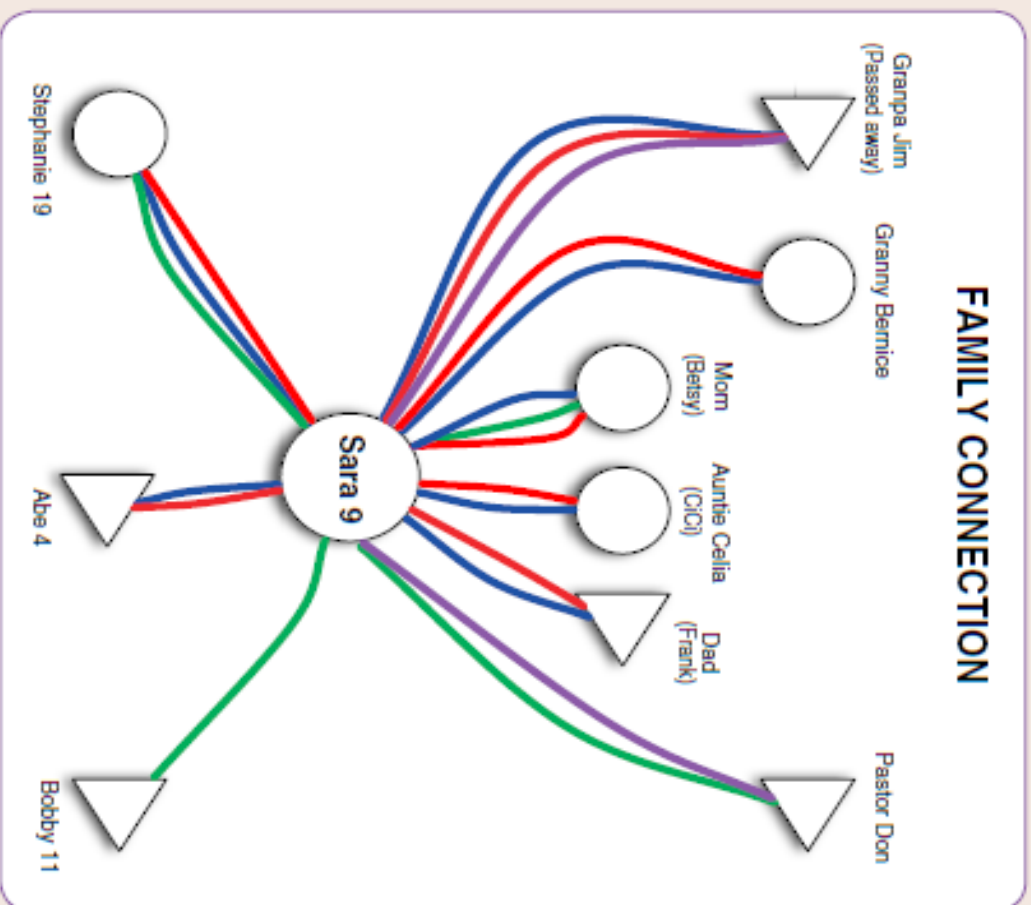 FAMILY CONNECTION
Granpa Jim
(Passed away)
Granny Bernice
Pastor Don
Mom
(Betsy)
Auntie Celia
(CiCi)
Dad
(Frank)
Sara 9
Stephanie 19
Abe 4
Bobby 11